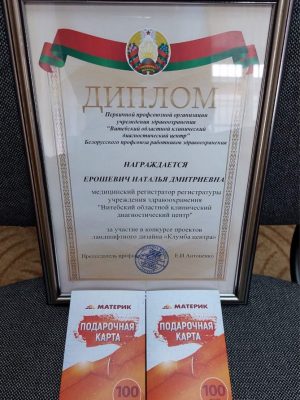 ДИПЛОМ
Первичной профсоюзной организации
учреждения здравоохранения
"Витебский областной клинический
диагностический центр"
Белорусского профсоюза работников здравоохранения
НАГРАЖДАЕТСЯ
ЕРОШЕВИЧ НАТАЛЬЯ ДМИТРИЕВНА
медицинский регистратор регистратуры
учреждения здравоохранения
"Витебский областной клинический
диагностический центр"
за участие в конкурсе проектов
ландшафтного дизайна «Клумба центра»
Председатель Е.И.Антоненко
МАТЕРИК
ПОДАРОЧНАЯ
КАРТА
100
МАТЕРИК
ПОДАРОЧНАЯ
КАРТА
100